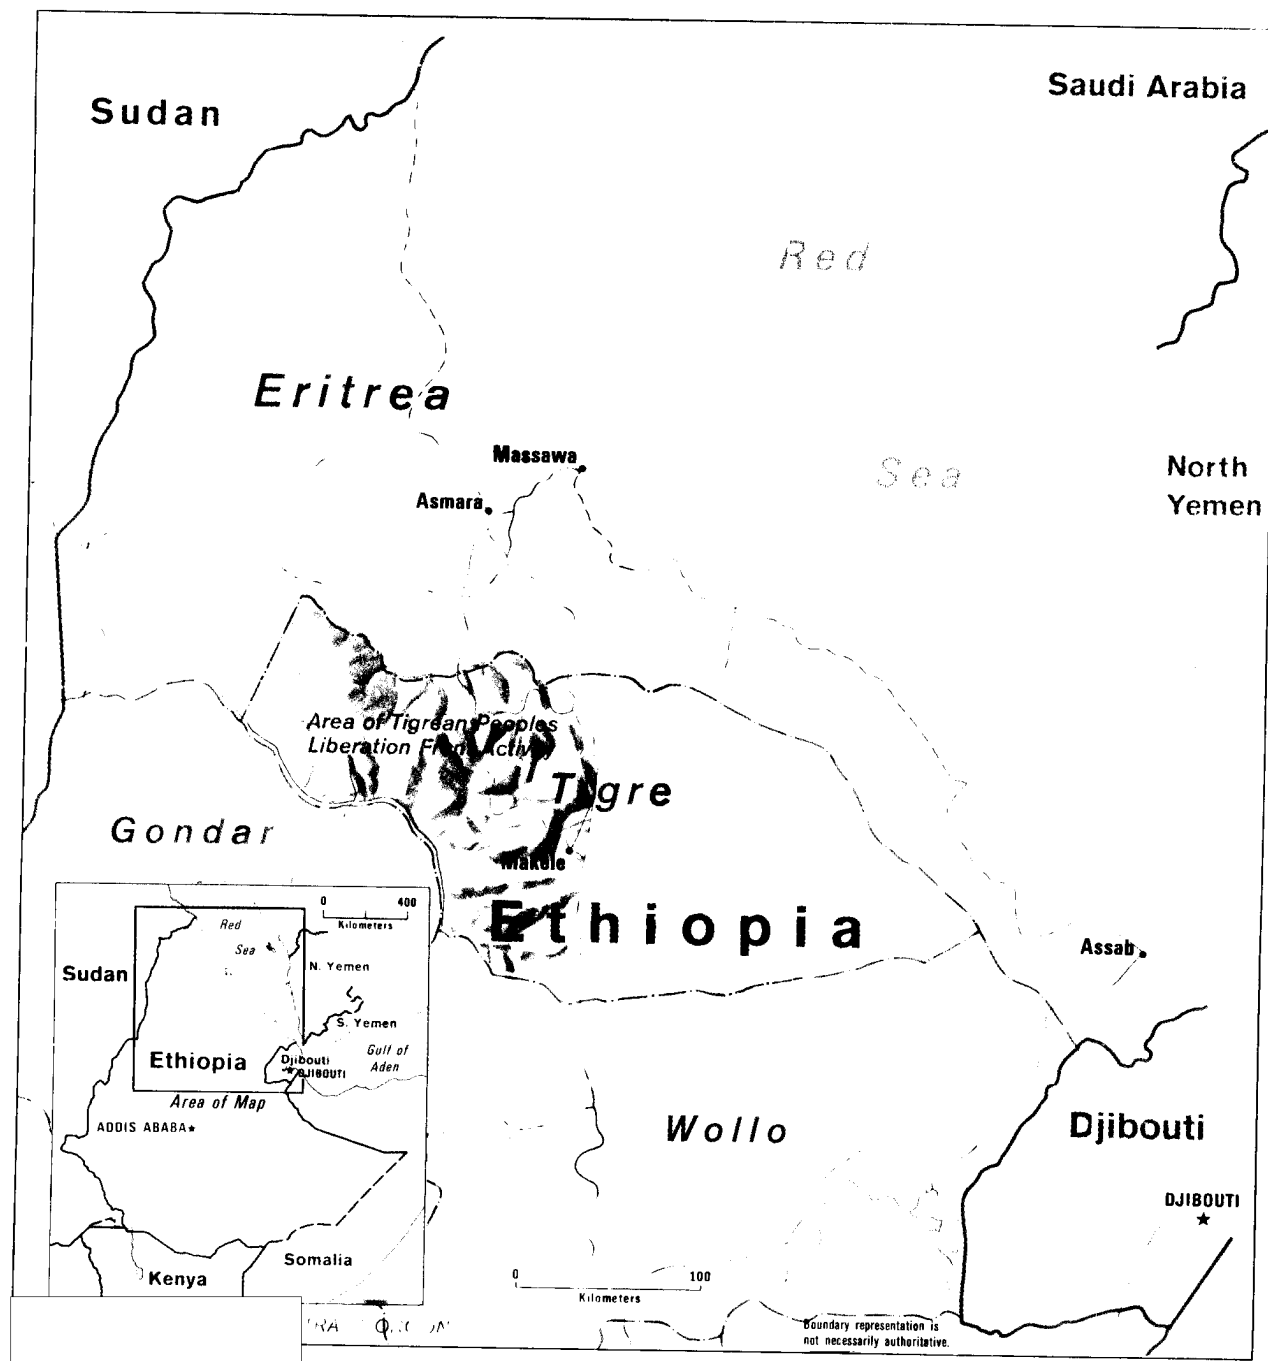 Sudan
Saudi Arabia
Red
Eritrea
Massawa
Sea
North
Yemen
Asmara
Area of Tigrean Peoples
Liberation Front Activity
Tigre
Gondar
Makele
Ethiopia
Assab
0 400
Kilometers
Red
Sea
Sudan
N. Yemen
S. Yemen
Ethiopia
Djibouti
DJIBOUTI
Gulf of
Aden
Area of Map
ADDIS ABABA
Wollo
Djibouti
DJIBOUTI
Somalia
Kenya
0 100
Kilometers
Boundary representation is
not necessarily authoritative.